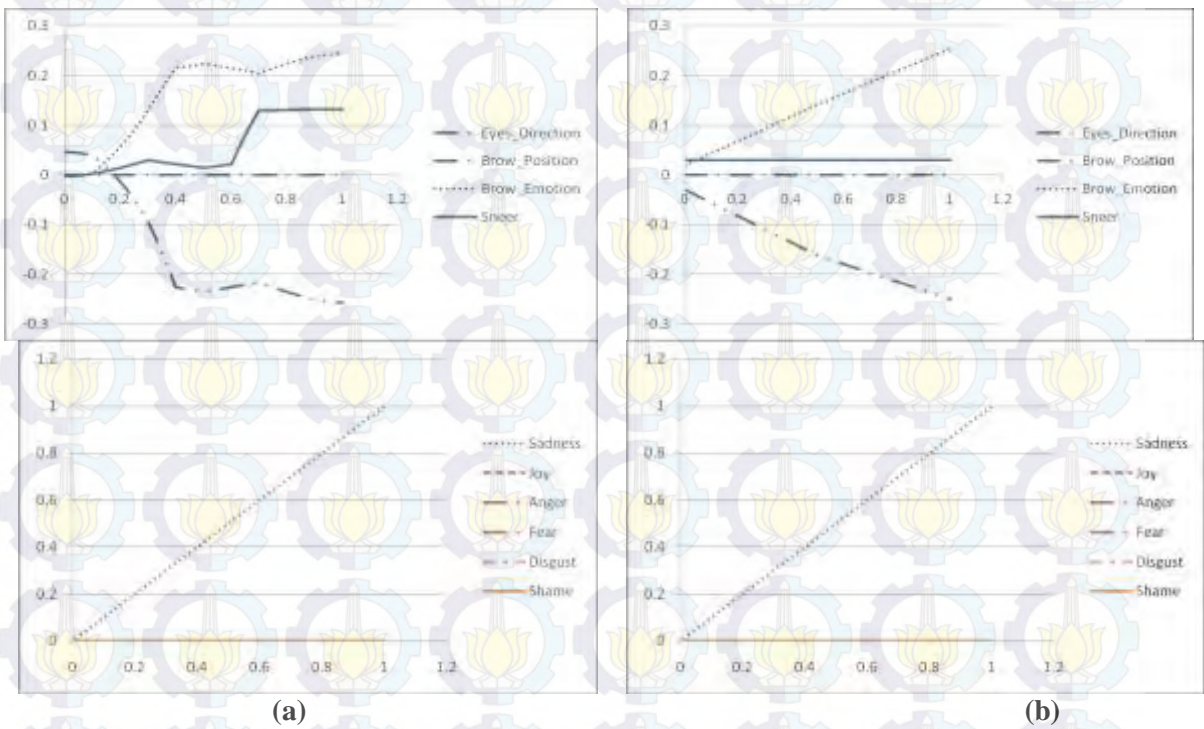 0.3
0.2
0.1
0
-0.1
-0.2
-0.3
0 0.2 0.4 0.6 0.8 1 1.2
Eyes_Direction
Brow_Position
Brow_Emotion
Sneer
0.3
0.2
0.1
0
-0.1
-0.2
-0.3
0 0.2 0.4 0.6 0.8 1 1.2
Eyes_Direction
Brow_Position
Brow_Emotion
Sneer
1.2
1
0.8
0.6
0.4
0.2
0
0 0.2 0.4 0.6 0.8 1 1.2
Sadness
Joy
Anger
Fear
Disgust
Shame
1.2
1
0.8
0.6
0.4
0.2
0
0 0.2 0.4 0.6 0.8 1 1.2
Sadness
Joy
Anger
Fear
Disgust
Shame
(a) (b)